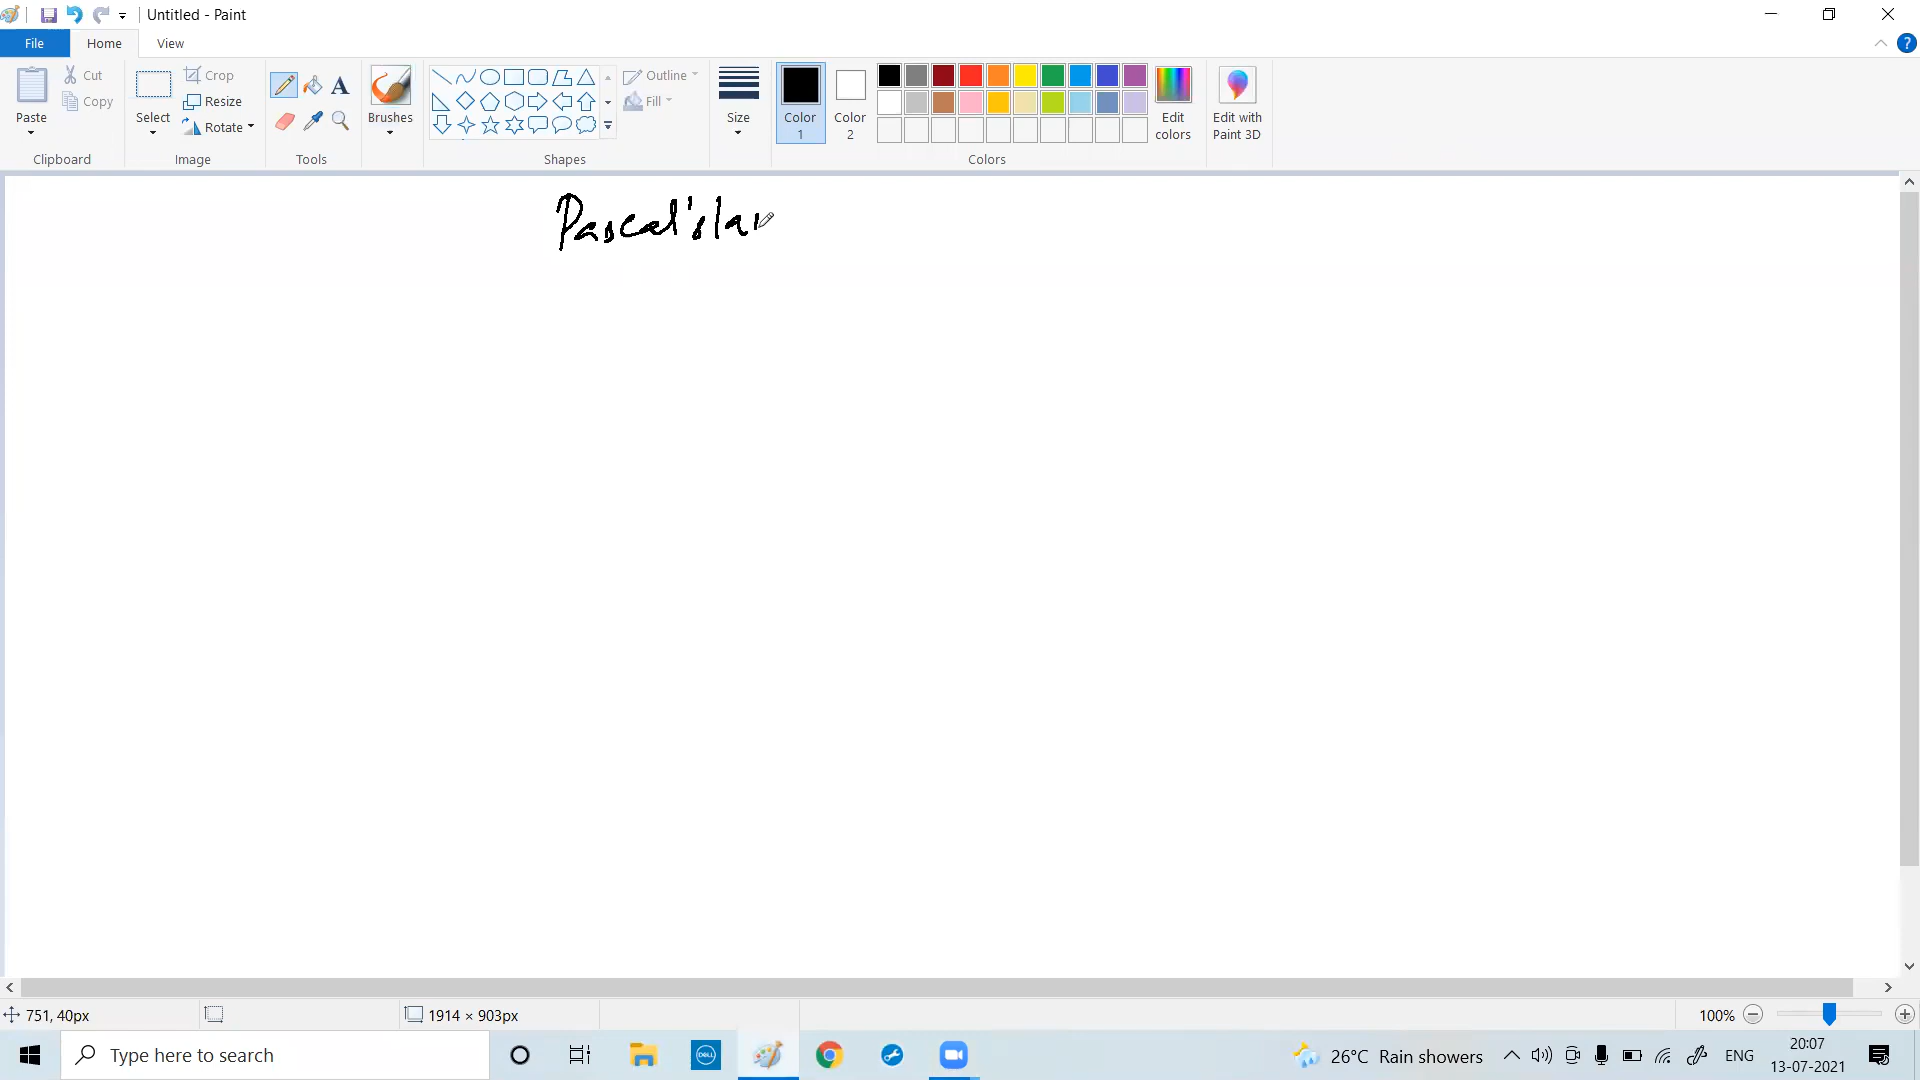 Untitled - Paint
File Home View
Paste Cut Copy Clipboard
Select Crop Resize Rotate Image
Tools
Brushes
Outline Fill Shapes
Size
Color 1 Color 2 Edit colors Colors
Edit with Paint 3D
Pascal's
751, 40px 1914 × 903px 100%
Type here to search DELL 26°C Rain showers ENG 20:07 13-07-2021